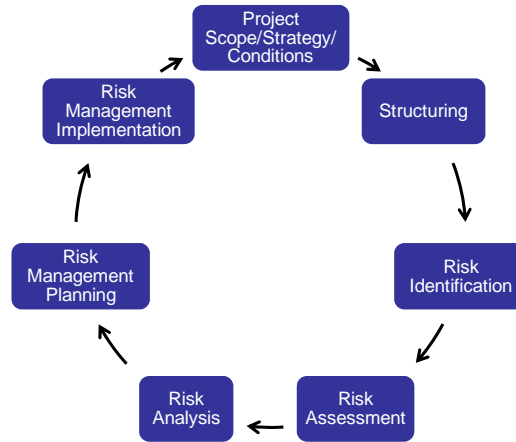 Project
Scope/Strategy/
Conditions
Structuring
Risk
Identification
Risk
Assessment
Risk
Analysis
Risk
Management
Planning
Risk
Management
Implementation